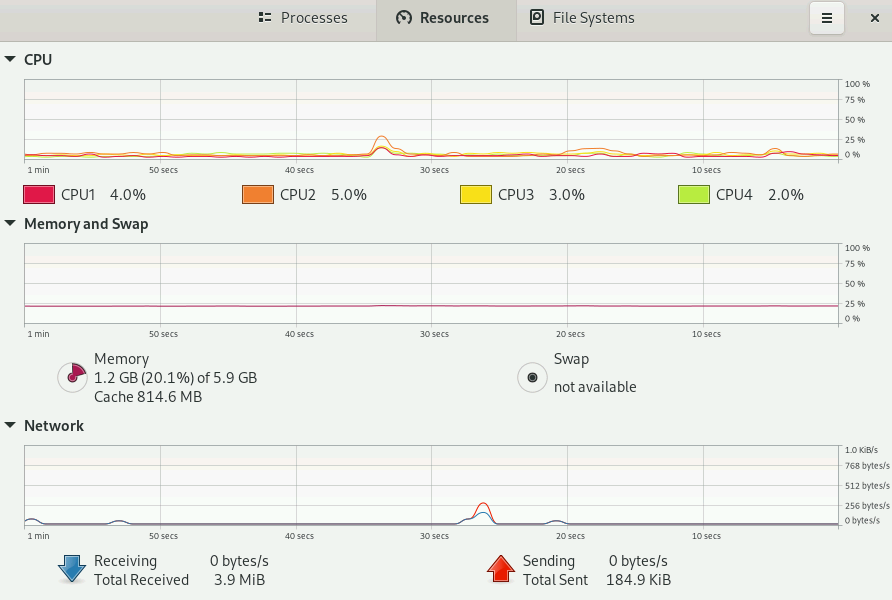 Processes Resources File Systems
CPU
100 %
75 %
50 %
25 %
0 %
1 min 50 secs 40 secs 30 secs 20 secs 10 secs
CPU1 4.0% CPU2 5.0% CPU3 3.0% CPU4 2.0%
Memory and Swap
100 %
75 %
50 %
25 %
0 %
1 min 50 secs 40 secs 30 secs 20 secs 10 secs
Memory
1.2 GB (20.1%) of 5.9 GB
Cache 814.6 MB
Swap
not available
Network
1.0 KiB/s
768 bytes/s
512 bytes/s
256 bytes/s
0 bytes/s
1 min 50 secs 40 secs 30 secs 20 secs 10 secs
Receiving 0 bytes/s
Total Received 3.9 MiB
Sending 0 bytes/s
Total Sent 184.9 KiB